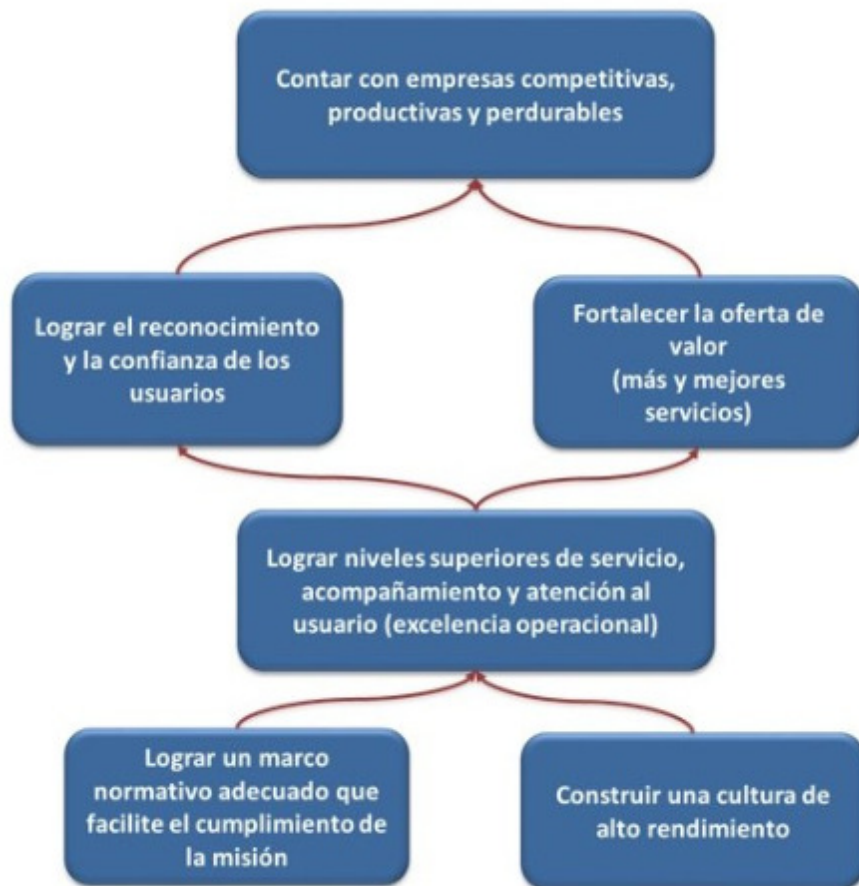 Contar con empresas competitivas,
productivas y perdurables
Lograr el reconocimiento
y la confianza de los
usuarios
Fortalecer la oferta de
valor
(más y mejores
servicios)
Lograr niveles superiores de servicio,
acompañamiento y atención al
usuario (excelencia operacional)
Lograr un marco
normativo adecuado que
facilite el cumplimiento de
la misión
Construir una cultura de
alto rendimiento